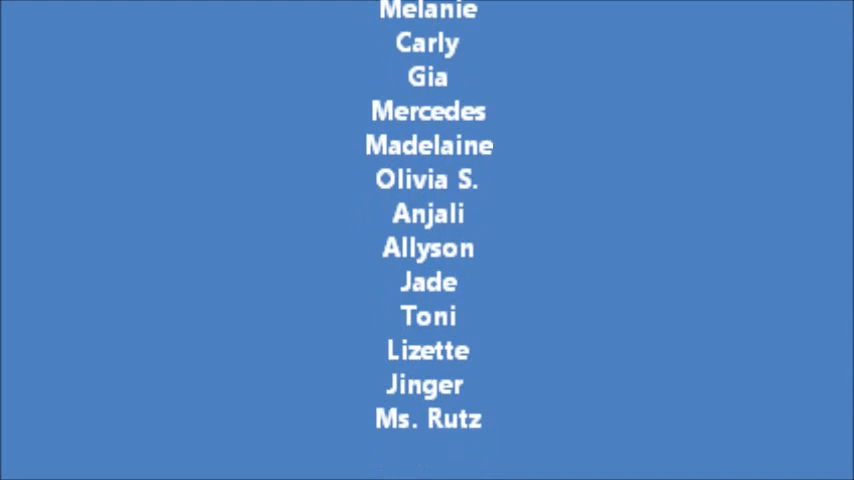 Melanie
Carly
Gia
Mercedes
Madelaine
Olivia S.
Anjali
Allyson
Jade
Toni
Lizette
Jinger
Ms. Rutz